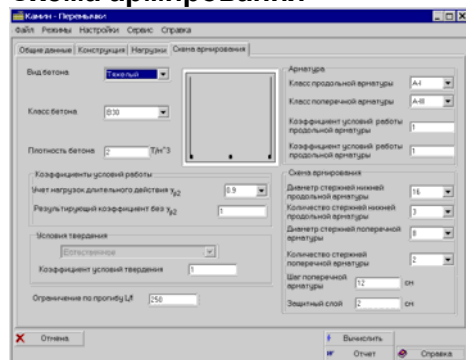 Схема армирования
Камин - Перемычки
Файл Режимы Настройки Сервис Справка
Общие данные Конструкция Нагрузки Схема армирования
Вид бетона Тяжелый
Класс бетона B30
Плотность бетона 2 Т/m^3
Коэффициенты условий работы
Учет нагрузок длительного действия γb2 0.9
Результирующий коэффициент без γb2 1
Условия твердения
Естественное
Коэффициент условий твердения 1
Ограничение по прогибу L/f 250
Арматура
Класс продольной арматуры A-I
Класс поперечной арматуры A-III
Коэффициент условий работы
продольной арматуры 1
Коэффициент условий работы
продольной арматуры 1
Схема армирования
Диаметр стержней нижней
продольной арматуры 16
Количество стержней нижней
продольной арматуры 3
Диаметр стержней поперечной
арматуры 8
Количество стержней
поперечной арматуры 2
Шаг поперечной
арматуры 12 см
Защитный слой 2 см
Отмена
Вычислить
Отчет Справка